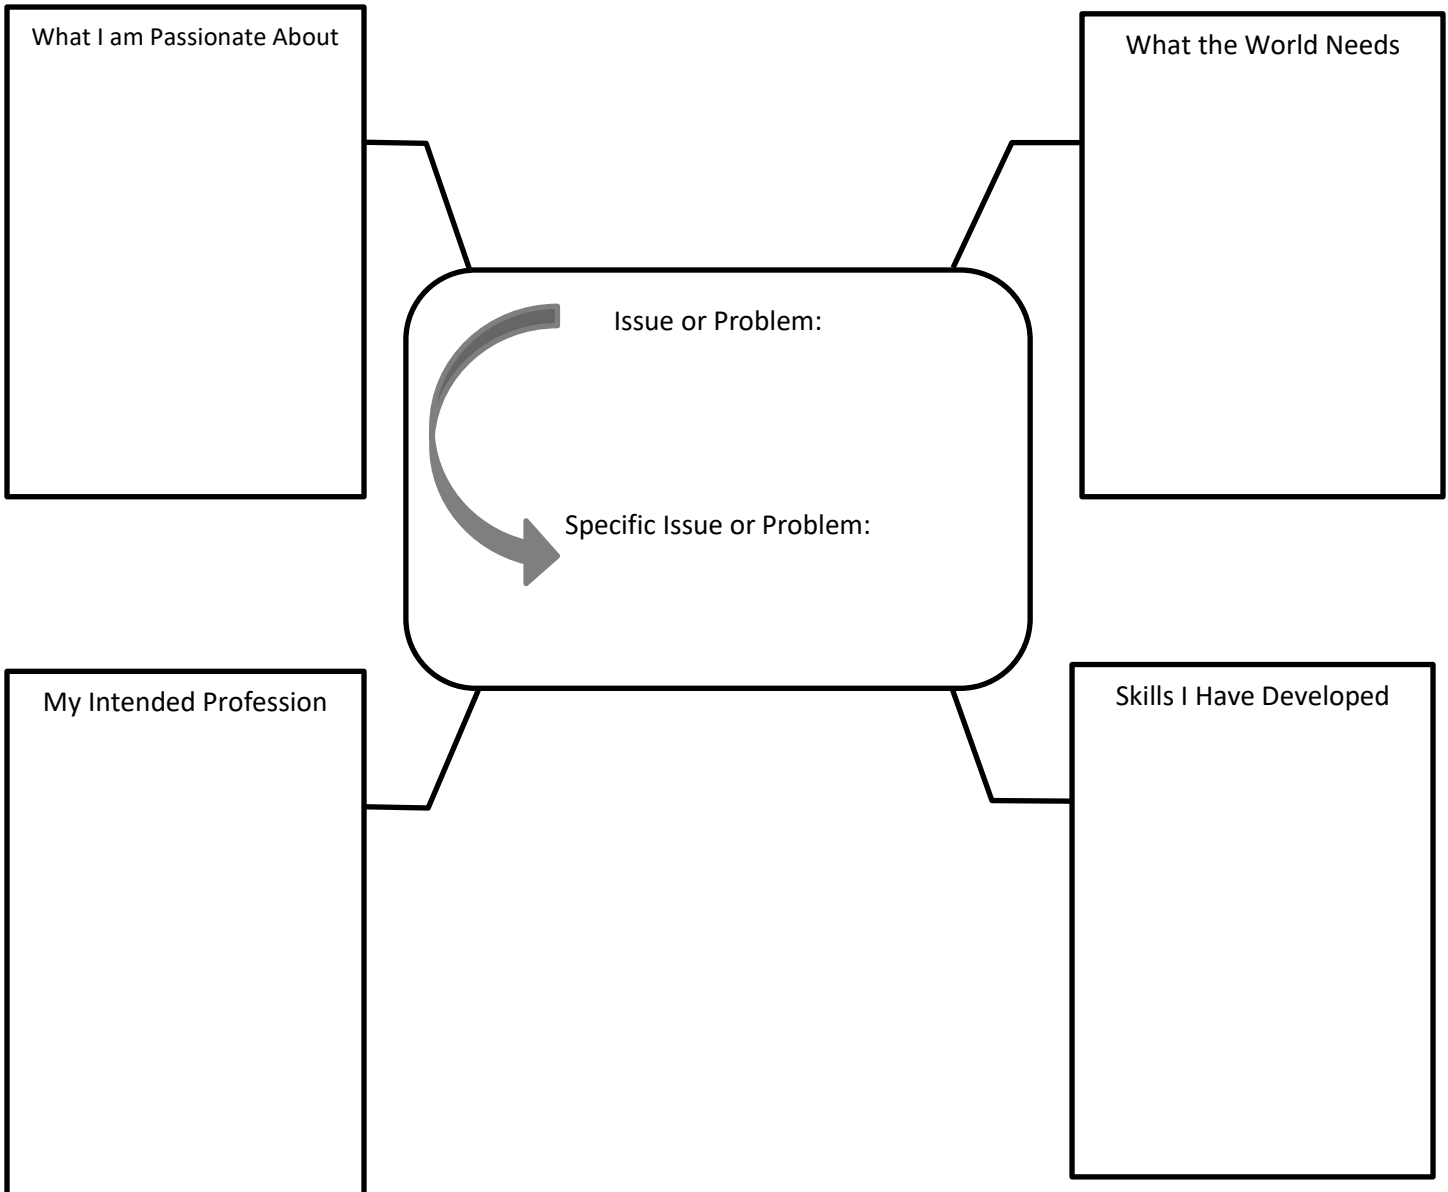 What I am Passionate About
What the World Needs
Issue or Problem:
Specific Issue or Problem:
My Intended Profession
Skills I Have Developed